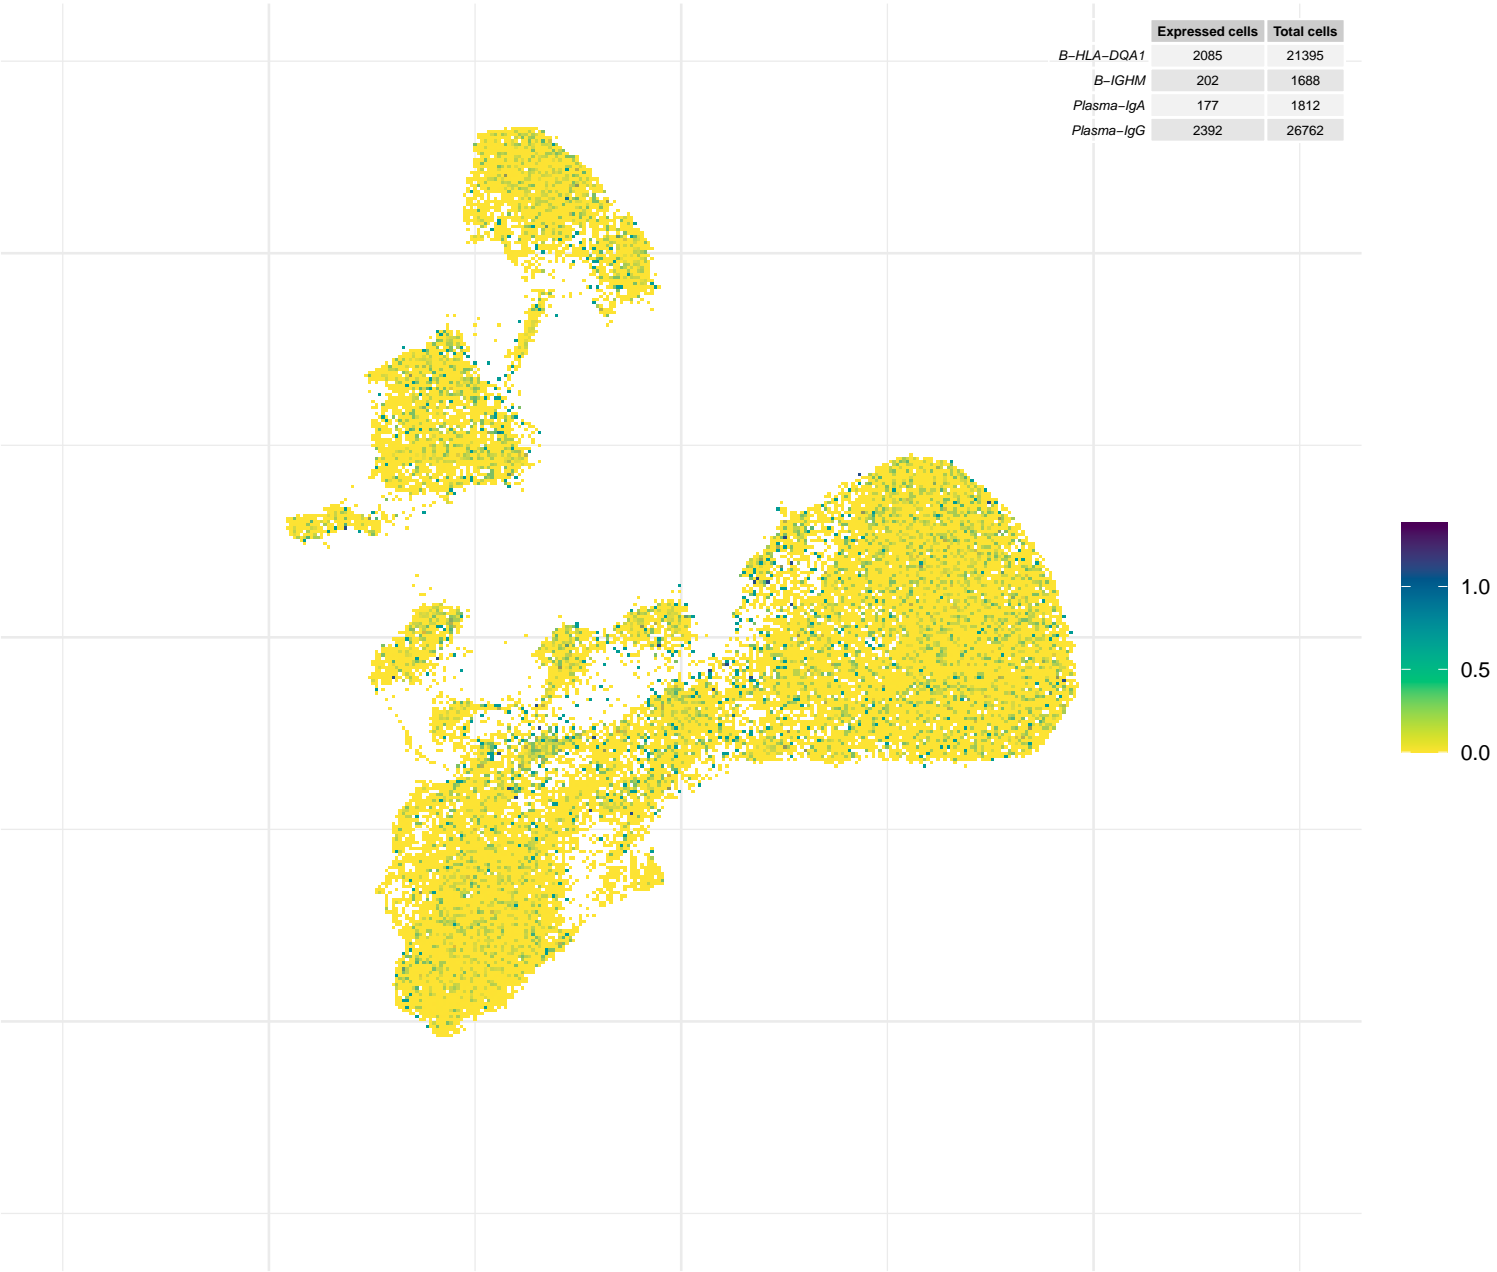 Expressed cells Total cells
B−HLA−DQA1 2085 21395
B−IGHM 202 1688
Plasma−IgA 177 1812
Plasma−IgG 2392 26762
1.0
0.5
0.0